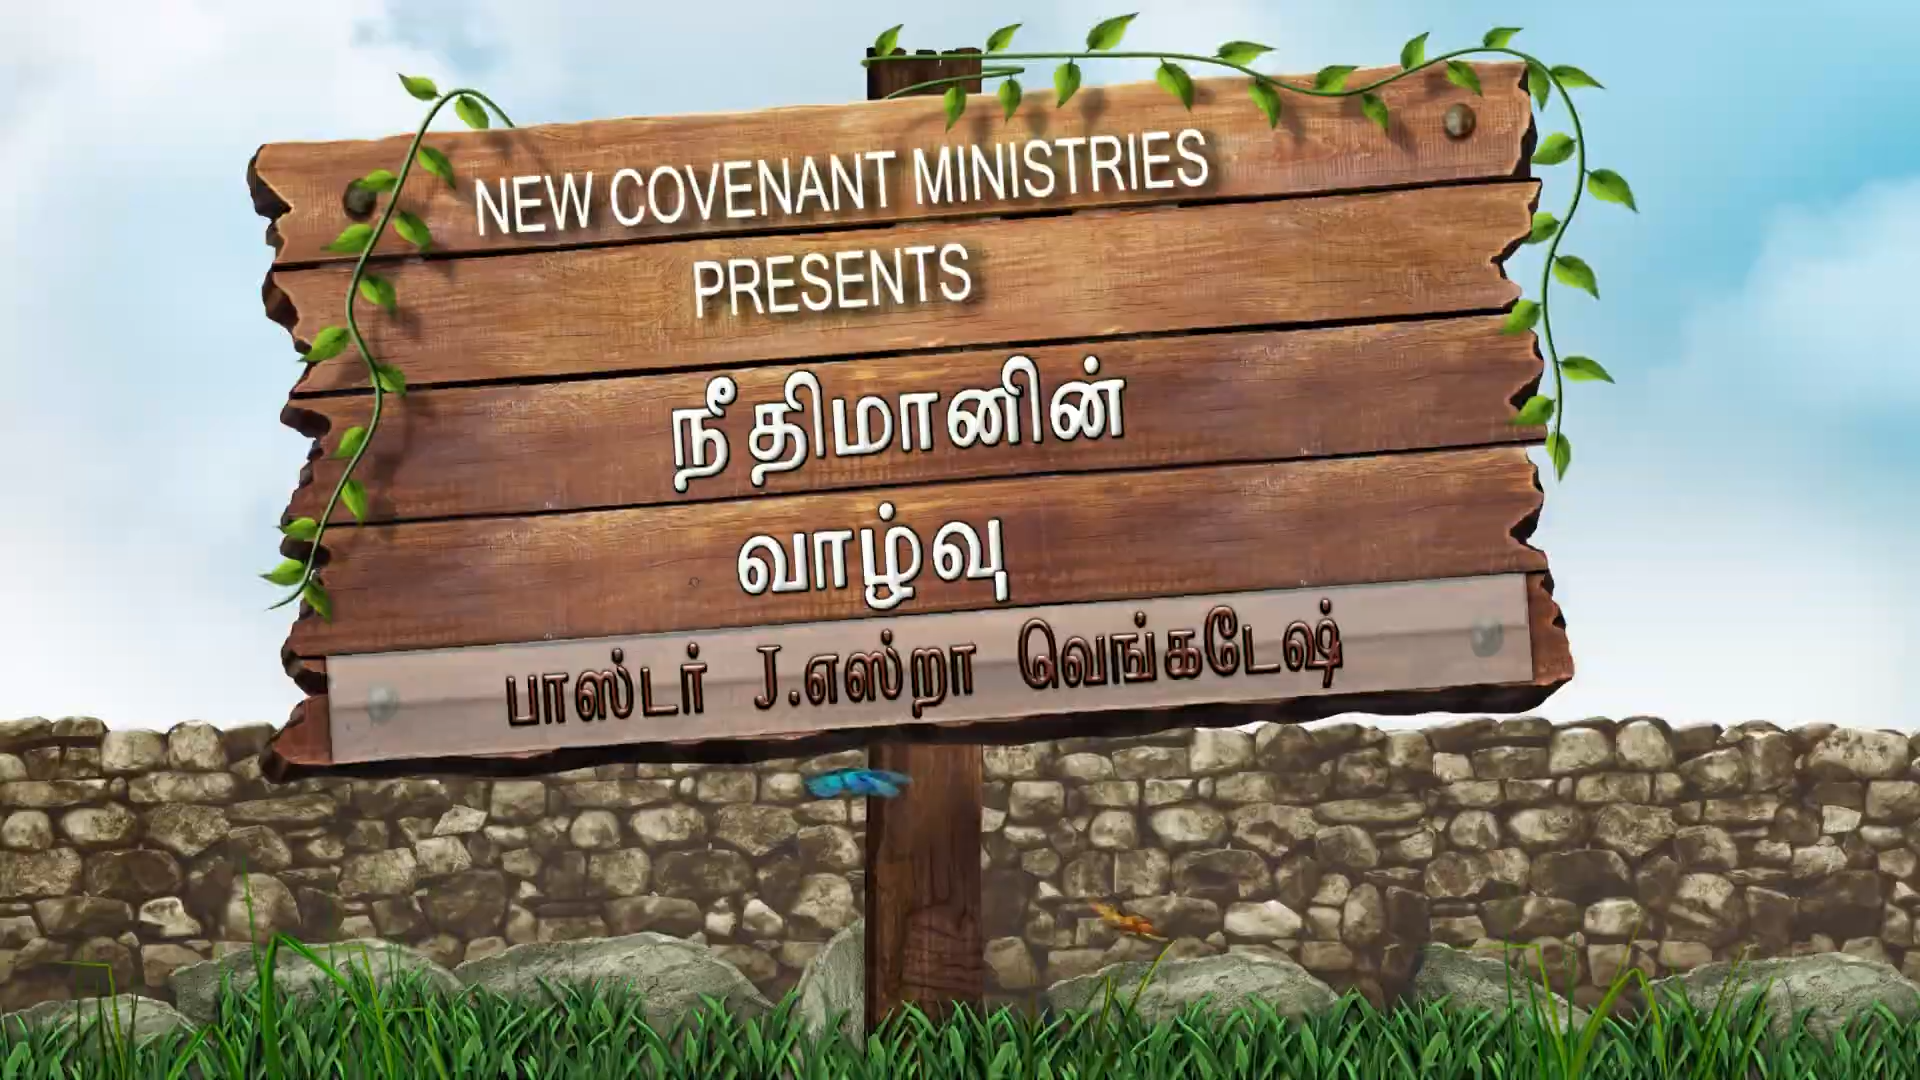 NEW COVENANT MINISTRIES
PRESENTS
நீதிமானின்
வாழ்வு
பாஸ்டர் J.எஸ்றா வெங்கடேஷ்